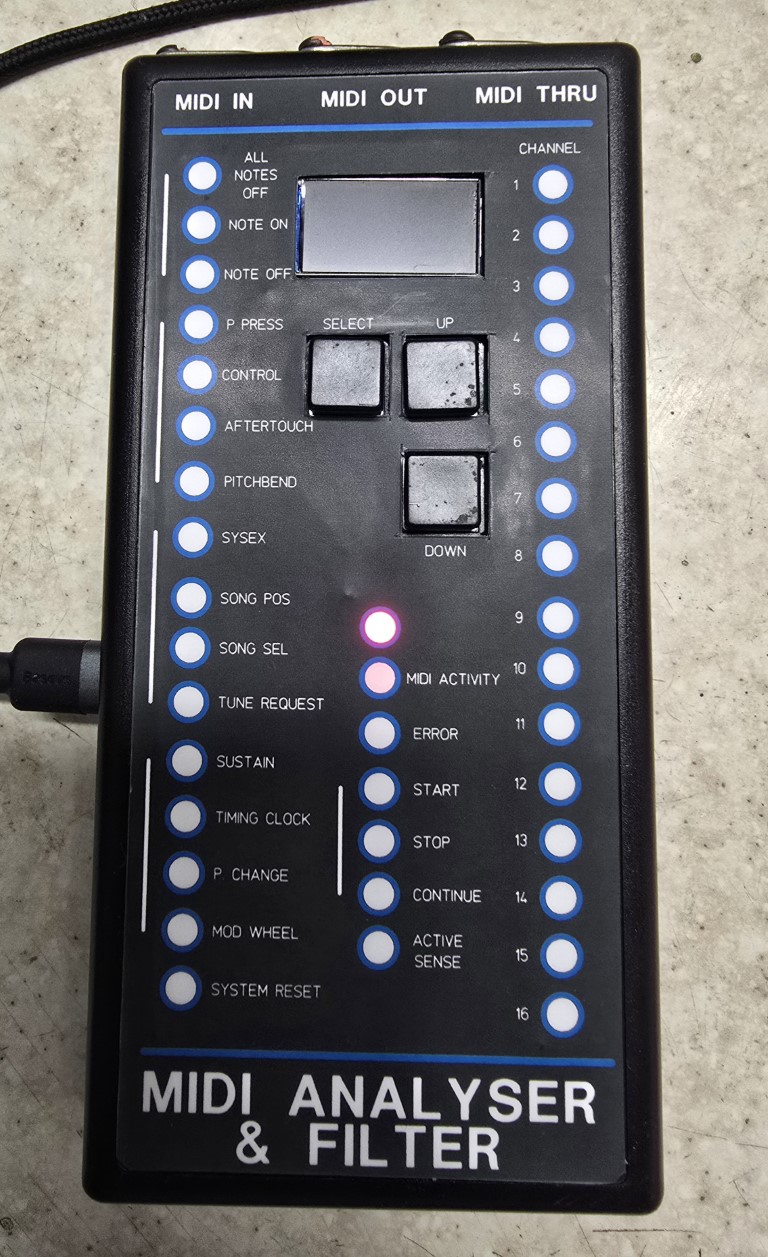 MIDI IN MIDI OUT MIDI THRU
CHANNEL
ALL
NOTES
OFF
NOTE ON
NOTE OFF
P PRESS
CONTROL
AFTERTOUCH
PITCHBEND
SYSEX
SONG POS
SONG SEL
TUNE REQUEST
SUSTAIN
TIMING CLOCK
P. CHANGE
MOD WHEEL
SYSTEM RESET
SELECT UP
DOWN
MIDI ACTIVITY
ERROR
START
STOP
CONTINUE
ACTIVE
SENSE
1
2
3
4
5
6
7
8
9
10
11
12
13
14
15
16
Baseus
MIDI ANALYSER
& FILTER